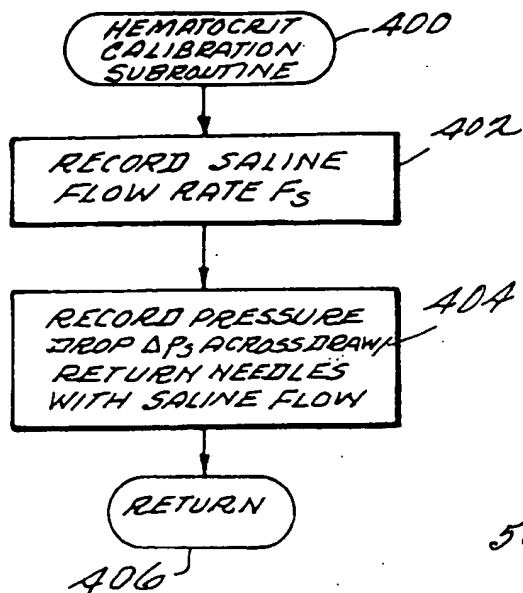 HEMATOCRIT
CALIBRATION
SUBROUTINE
400
RECORD SALINE
FLOW RATE FS
402
RECORD PRESSURE
DROP ΔPS ACROSS DRAW/
RETURN NEEDLES
WITH SALINE FLOW
404
RETURN
406